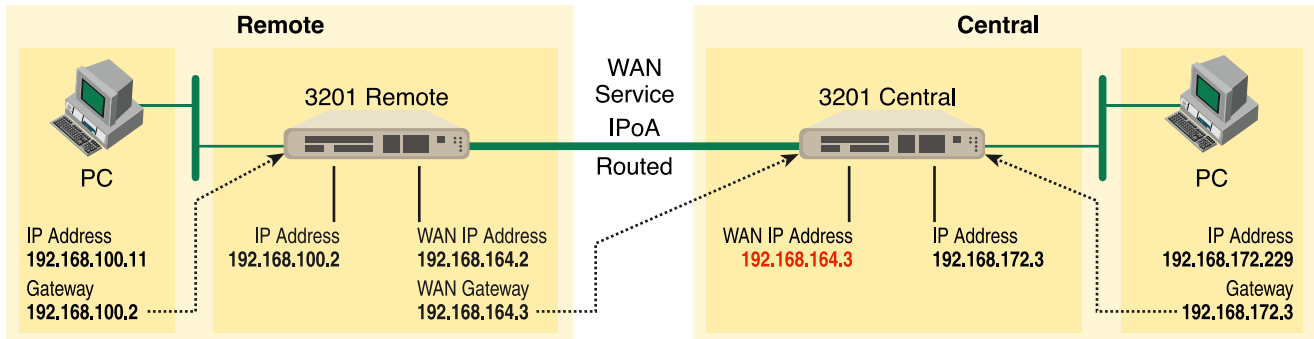 Remote
Central
WAN
Service
IPoA
Routed
3201 Remote
3201 Central
PC
PC
IP Address
192.168.100.11
Gateway
192.168.100.2
IP Address
192.168.100.2
WAN IP Address
192.168.164.2
WAN Gateway
192.168.164.3
WAN IP Address
192.168.164.3
IP Address
192.168.172.3
IP Address
192.168.172.229
Gateway
192.168.172.3